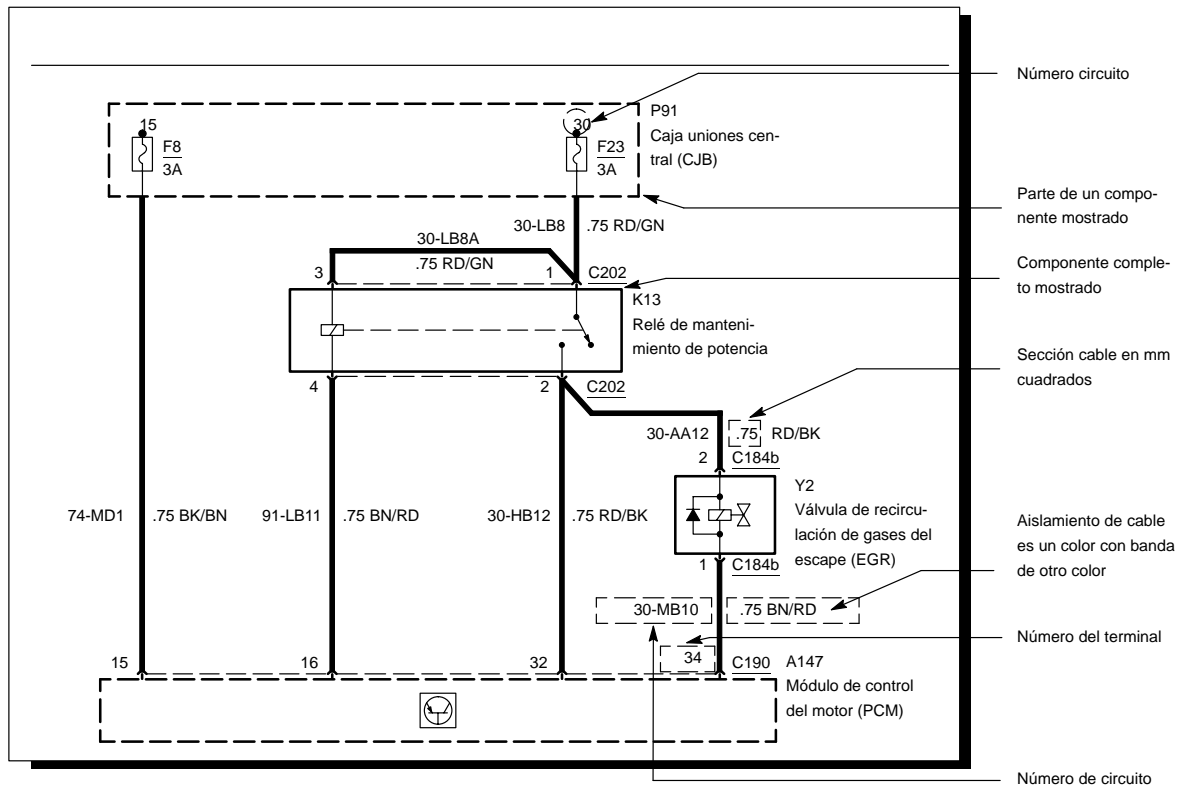 Número circuito
15
30
P91
F8
3A
F23
3A
Caja uniones cen-
tral (CJB)
Parte de un compo-
nente mostrado
30-LB8 .75 RD/GN
30-LB8A
.75 RD/GN
3
1
C202
Componente comple-
to mostrado
K13
Relé de manteni-
miento de potencia
4
2
C202
Sección cable en mm
cuadrados
30-AA12 .75 RD/BK
2
C184b
Y2
Válvula de recircu-
lación de gases del
escape (EGR)
74-MD1 .75 BK/BN
91-LB11 .75 BN/RD
30-HB12 .75 RD/BK
Aislamiento de cable
es un color con banda
de otro color
1
C184b
30-MB10 .75 BN/RD
Número del terminal
15
16
32
34
C190
A147
Módulo de control
del motor (PCM)
Número de circuito